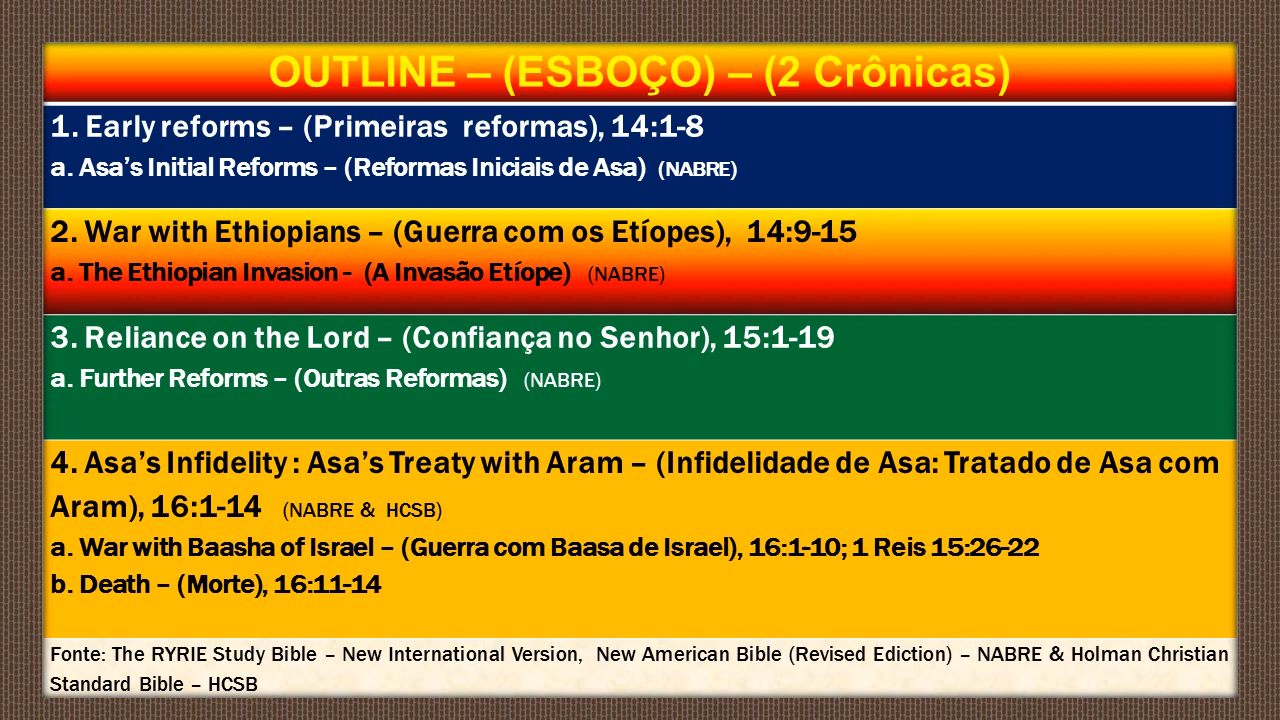 OUTLINE – (ESBOÇO) – (2 Crônicas)
1. Early reforms – (Primeiras reformas), 14:1-8
a. Asa’s Initial Reforms – (Reformas Iniciais de Asa) (NABRE)
2. War with Ethiopians – (Guerra com os Etíopes), 14:9-15
a. The Ethiopian Invasion - (A Invasão Etíope) (NABRE)
3. Reliance on the Lord – (Confiança no Senhor), 15:1-19
a. Further Reforms – (Outras Reformas) (NABRE)
4. Asa’s Infidelity : Asa’s Treaty with Aram – (Infidelidade de Asa: Tratado de Asa com
Aram), 16:1-14 (NABRE & HCSB)
a. War with Baasha of Israel – (Guerra com Baasa de Israel), 16:1-10; 1 Reis 15:26-22
b. Death – (Morte), 16:11-14
Fonte: The RYRIE Study Bible – New International Version, New American Bible (Revised Ediction) – NABRE & Holman Christian
Standard Bible – HCSB